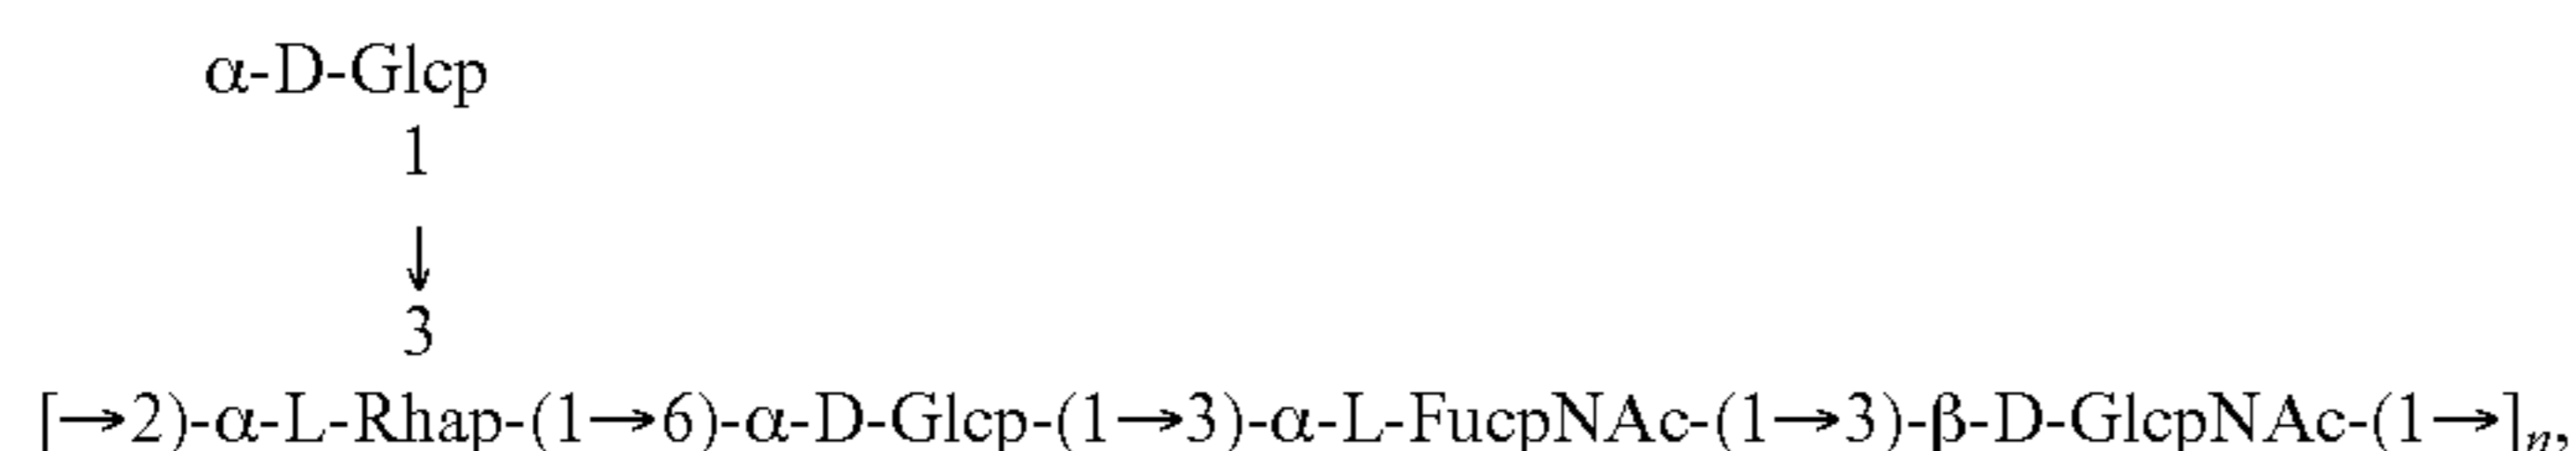 α-D-Glcp
1
↓
3
[→2)-α-L-Rhap-(1→6)-α-D-Glcp-(1→3)-α-L-FucpNAc-(1→3)-β-D-GlcpNAc-(1→]n,